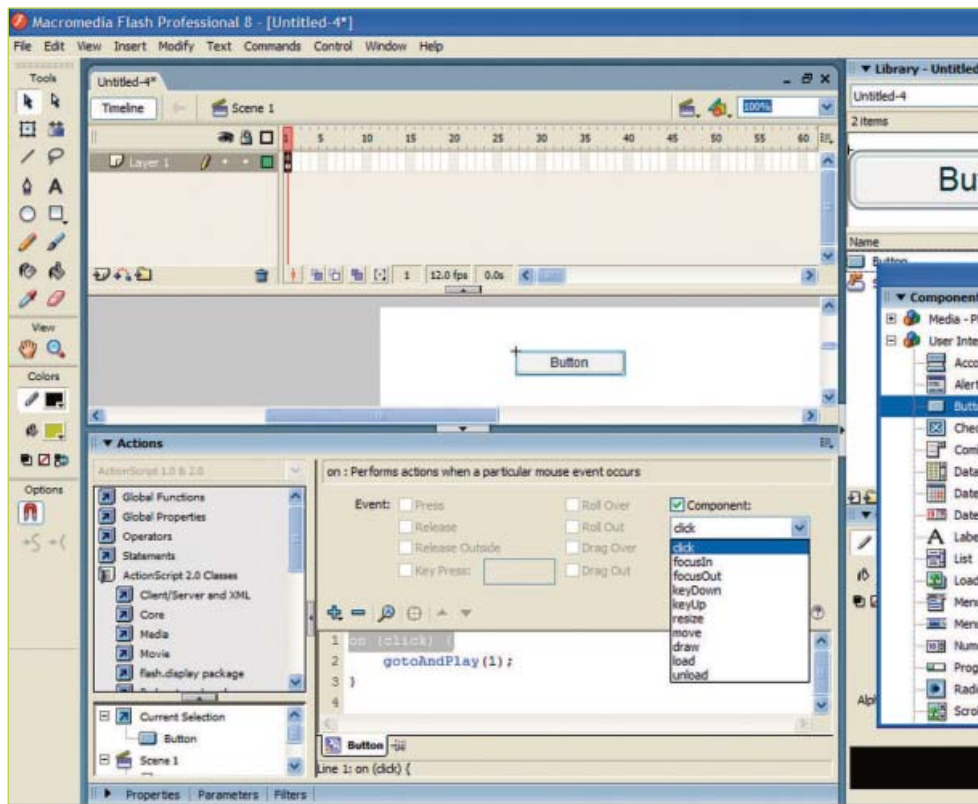 Macromedia Flash Professional 8 - [Untitled-4*]
File Edit View Insert Modify Text Commands Control Window Help
Tools
View
Colors
Options
Untitled-4*
Timeline
Scene 1
100%
1 5 10 15 20 25 30 35 40 45 50 55 60
Layer 1
1 12.0 fps 0.0s
Button
Actions
ActionScript 1.0 & 2.0
Global Functions
Global Properties
Operators
Statements
ActionScript 2.0 Classes
Client/Server and XML
Core
Media
Movie
flash.display package
Current Selection
Button
Scene 1
on : Performs actions when a particular mouse event occurs
Event:
Press
Release
Release Outside
Key Press:
Roll Over
Roll Out
Drag Over
Drag Out
Component:
click
click
focusIn
focusOut
keyDown
keyUp
resize
move
draw
load
unload
1 on (click) {
2 gotoAndPlay(1);
3 }
4
Button
Line 1: on (click) {
Properties Parameters Filters
Library - Untitled
Untitled-4
2 items
Bu
Name
Button
S
Component
Media - Pl
User Inte
Acco
Alert
Butt
Chec
Com
Data
Date
Date
Labe
List
Load
Menu
Menu
Num
Prog
Radi
Scro
Alp